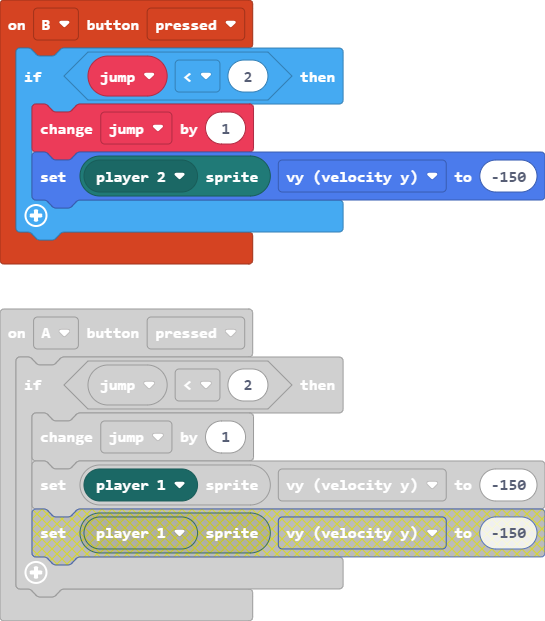 on B button pressed
if jump < 2 then
change jump by 1
set player 2 sprite vy (velocity y) to -150
on A button pressed
if jump < 2 then
change jump by 1
set player 1 sprite vy (velocity y) to -150
set player 1 sprite vy (velocity y) to -150